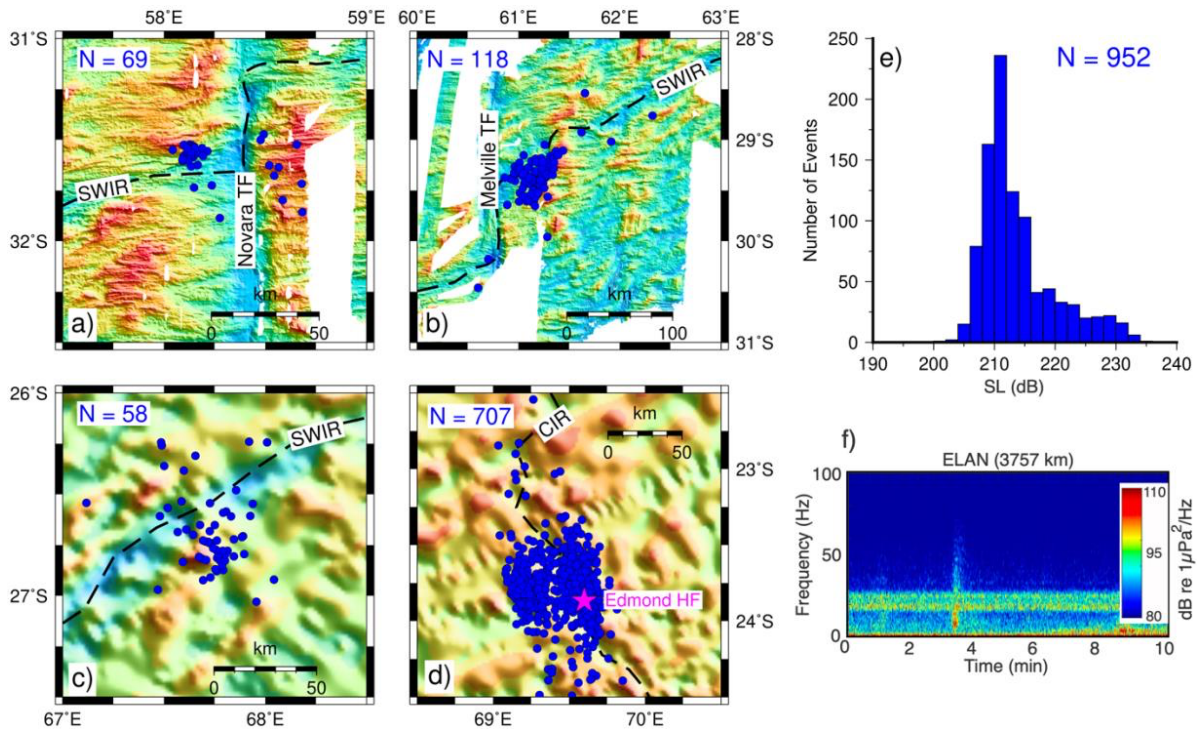 58°E
59°E
60°E
61°E
62°E
63°E
31°S
N = 69
SWIR
Novara TF
km
0
50
a)
32°S
N = 118
SWIR
Melville TF
km
0
100
b)
28°S
29°S
30°S
31°S
250
200
150
100
50
0
Number of Events
e)
N = 952
190
200
210
220
230
240
SL (dB)
26°S
N = 58
SWIR
km
0
50
c)
27°S
67°E
68°E
N = 707
CIR
km
0
50
Edmond HF
d)
23°S
24°S
69°E
70°E
f)
ELAN (3757 km)
100
50
0
Frequency (Hz)
0
2
4
6
8
10
Time (min)
110
95
80
dB re 1µPa²/Hz